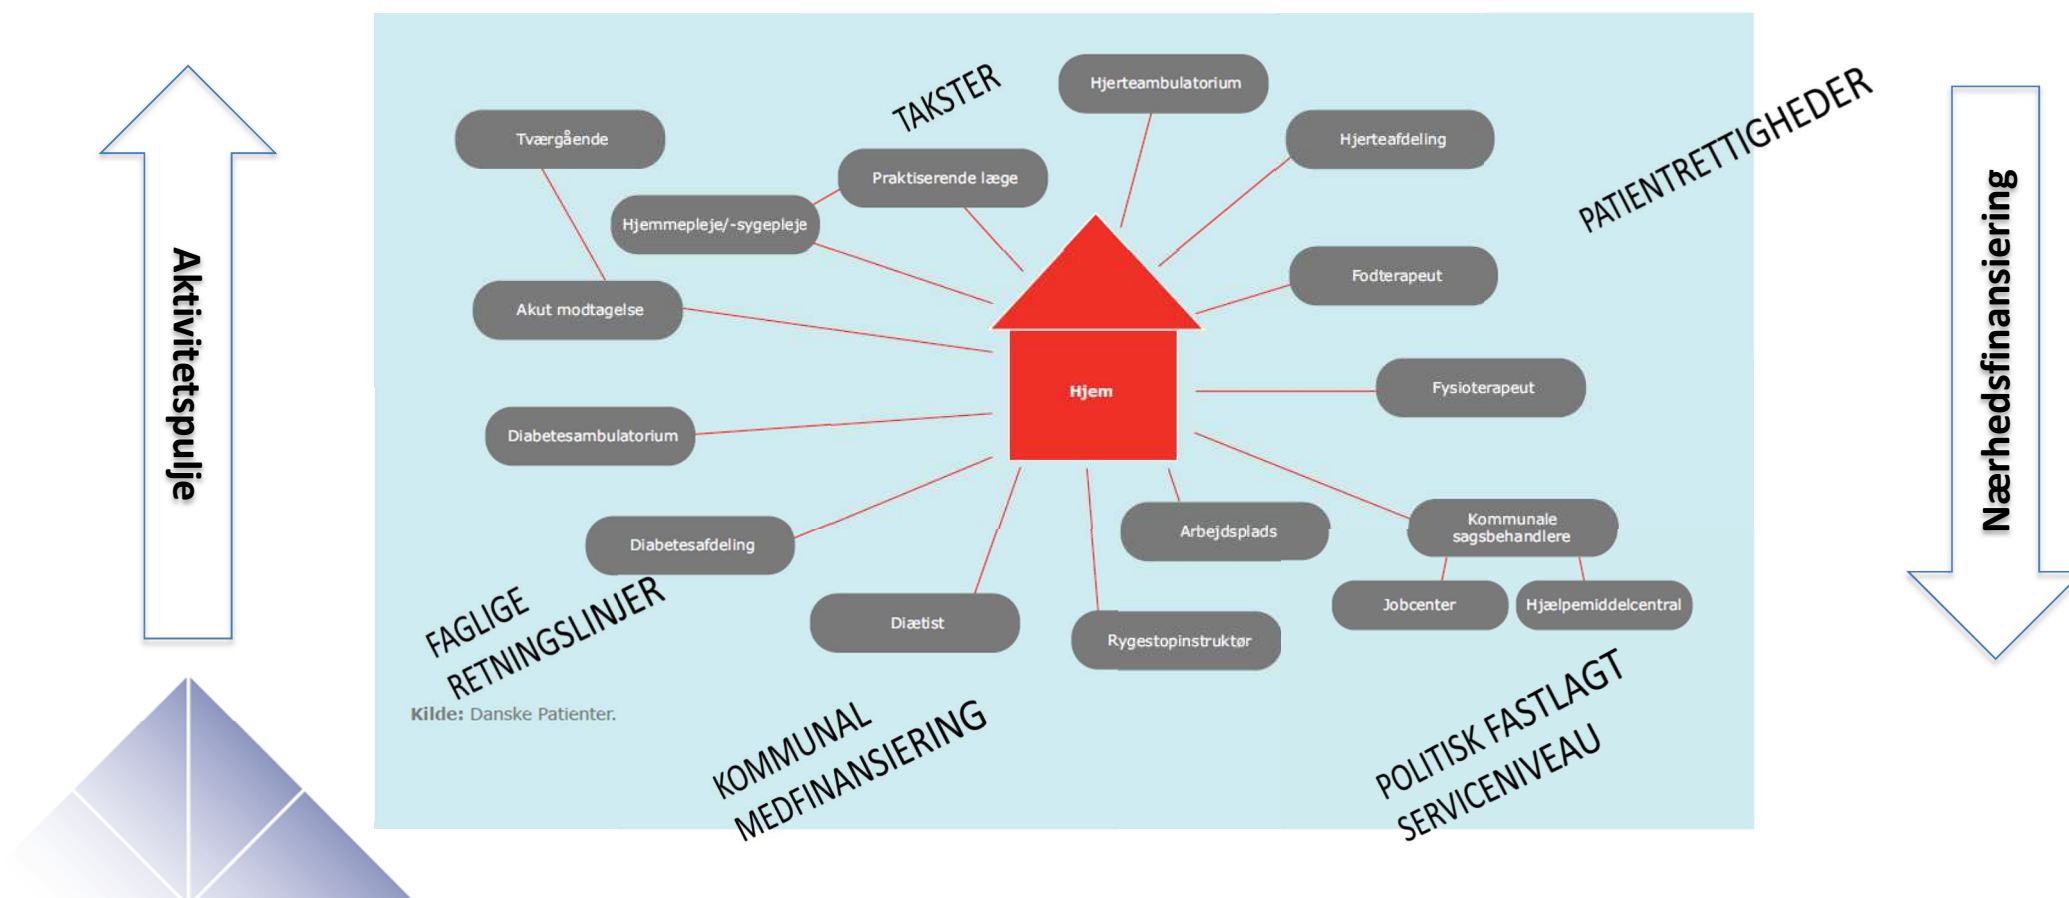 Aktivitetspulje
TAKSTER
Hjerteambulatorium
PATIENTRETTIGHEDER
Tværgående
Hjerteafdeling
Praktiserende læge
Hjemmepleje/-sygepleje
Fodterapeut
Akut modtagelse
Hjem
Fysioterapeut
Diabetesambulatorium
Diabetesafdeling
Arbejdsplads
Kommunale
sagsbehandlere
Jobcenter
Hjælpemiddelcentral
Diætist
Rygestopinstruktør
FAGLIGE
RETNINGSLINJER
Kilde: Danske Patienter.
KOMMUNAL
MEDFINANSIERING
POLITISK FASTLAGT
SERVICENIVEAU
Nærhedsfinansiering